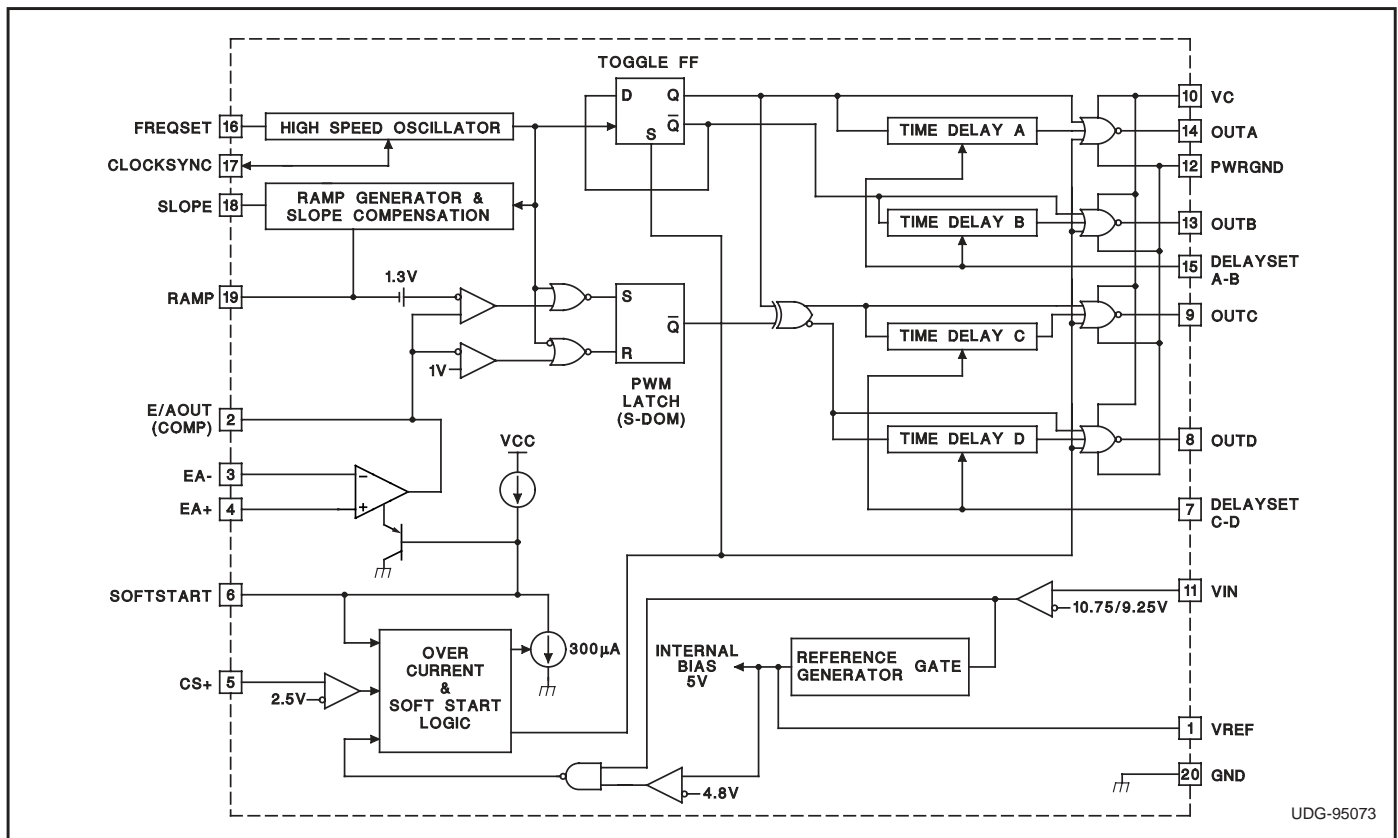 TOGGLE FF
D Q
Q
S
FREQSET 16
HIGH SPEED OSCILLATOR
CLOCKSYNC 17
SLOPE 18
RAMP GENERATOR &
SLOPE COMPENSATION
RAMP 19
1.3V
1V
S
R
Q
PWM
LATCH
(S-DOM)
E/AOUT
(COMP)
2
EA- 3
EA+ 4
-
+
VCC
SOFTSTART 6
CS+ 5
2.5V
OVER
CURRENT
&
SOFT START
LOGIC
300µA
INTERNAL
BIAS
5V
REFERENCE
GENERATOR
GATE
4.8V
10.75/9.25V
TIME DELAY A
TIME DELAY B
TIME DELAY C
TIME DELAY D
10 VC
14 OUTA
12 PWRGND
13 OUTB
15 DELAYSET
A-B
9 OUTC
8 OUTD
7 DELAYSET
C-D
11 VIN
1 VREF
20 GND
UDG-95073